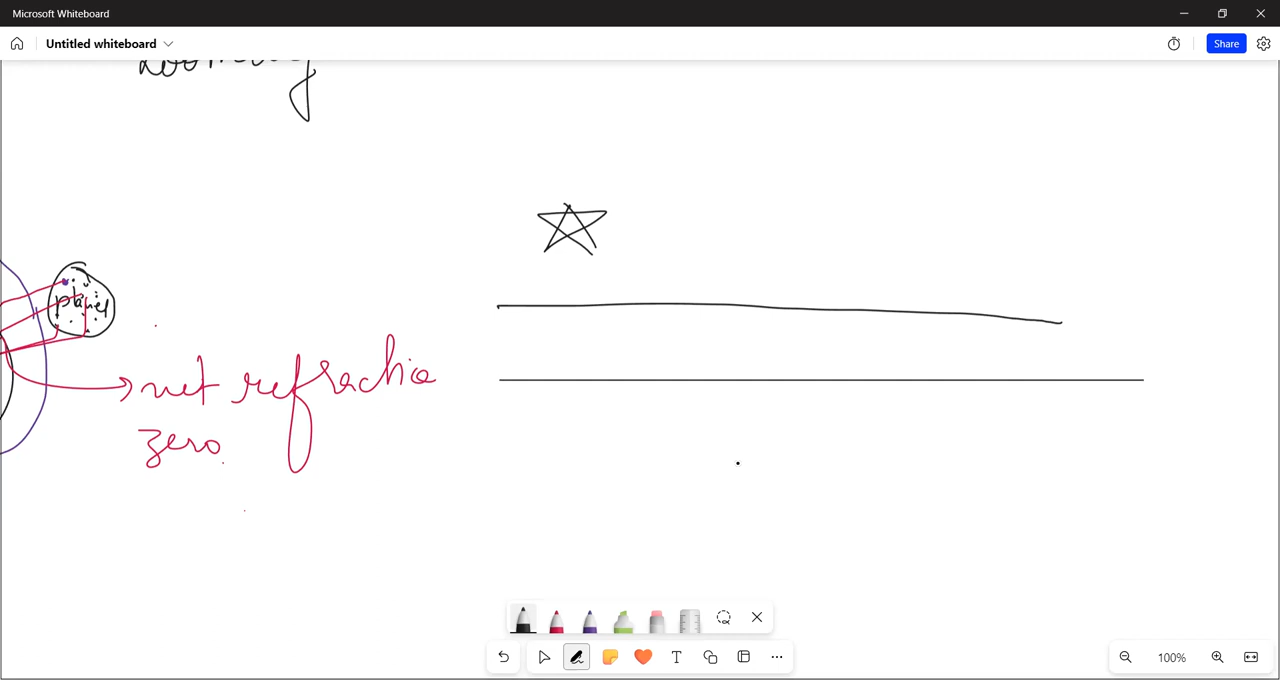 Microsoft Whiteboard
Untitled whiteboard
Share
planet
net refractio
zero
100%